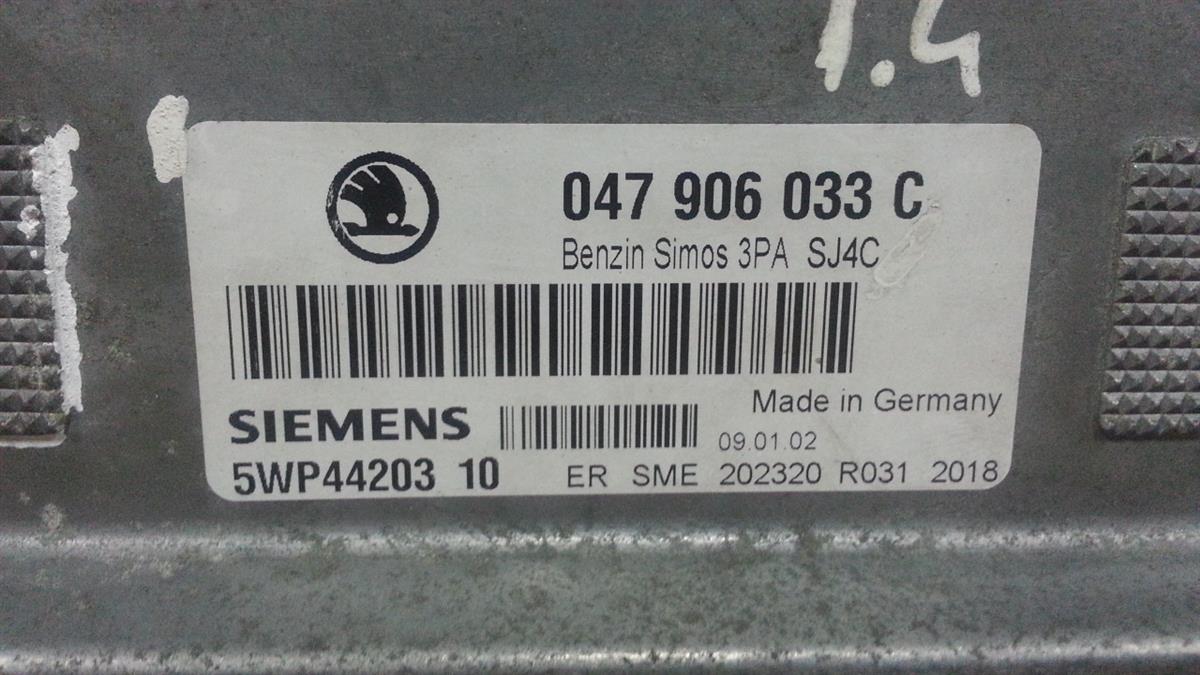 1.4
047 906 033 C
Benzin Simos 3PA SJ4C
Made in Germany
SIEMENS
09.01.02
5WP44203 10
ER SME 202320 R031 2018